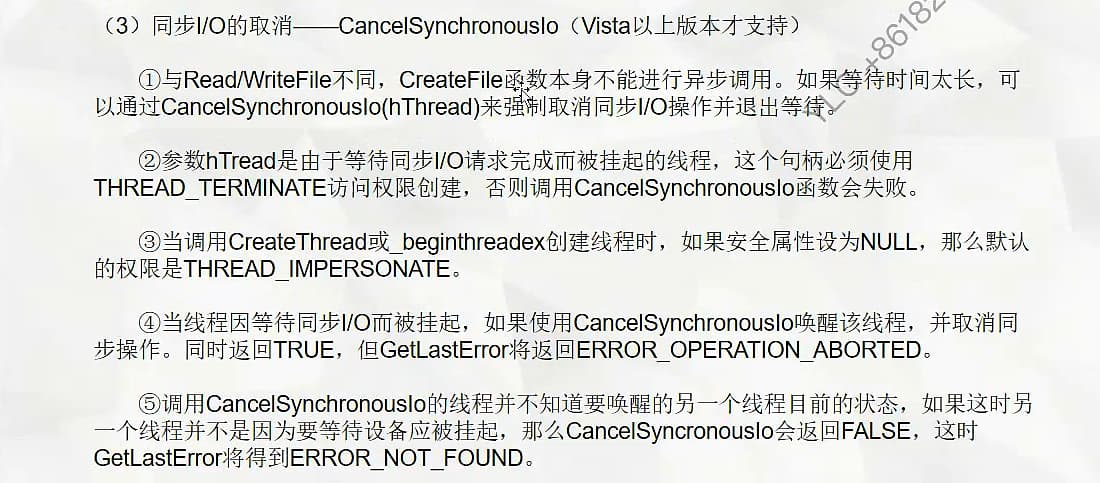 （3）同步I/O的取消——CancelSynchronousIo（Vista以上版本才支持）
①与Read/WriteFile不同，CreateFile函数本身不能进行异步调用。如果等待时间太长，可
以通过CancelSynchronousIo(hThread)来强制取消同步I/O操作并退出等待。
②参数hTread是由于等待同步I/O请求完成而被挂起的线程，这个句柄必须使用
THREAD_TERMINATE访问权限创建，否则调用CancelSynchronousIo函数会失败。
③当调用CreateThread或_beginthreadex创建线程时，如果安全属性设为NULL，那么默认
的权限是THREAD_IMPERSONATE。
④当线程因等待同步I/O而被挂起，如果使用CancelSynchronousIo唤醒该线程，并取消同
步操作。同时返回TRUE，但GetLastError将返回ERROR_OPERATION_ABORTED。
⑤调用CancelSynchronousIo的线程并不知道要唤醒的另一个线程目前的状态，如果这时另
一个线程并不是因为要等待设备应被挂起，那么CancelSyncronousIo会返回FALSE，这时
GetLastError将得到ERROR_NOT_FOUND。